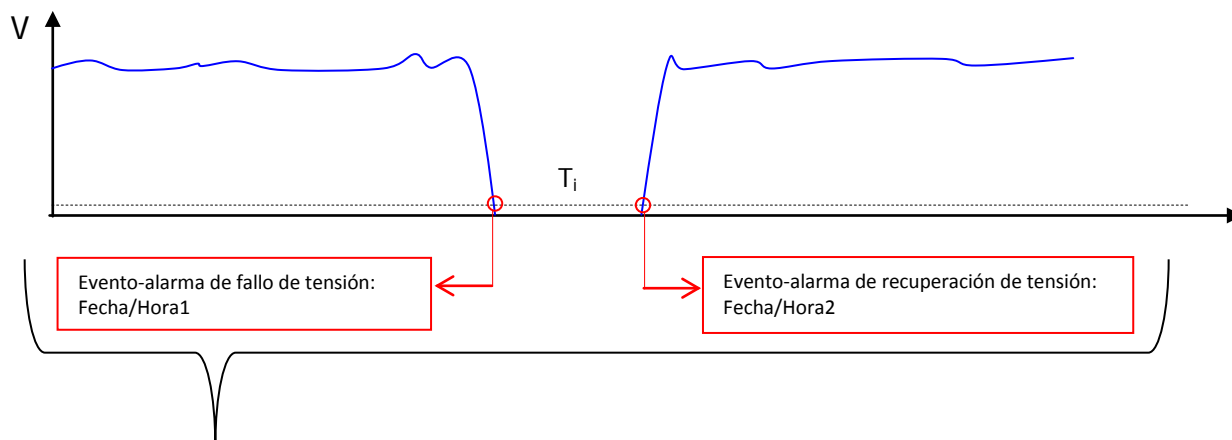 V
Tᵢ
Evento-alarma de fallo de tensión:
Fecha/Hora1
Evento-alarma de recuperación de tensión:
Fecha/Hora2